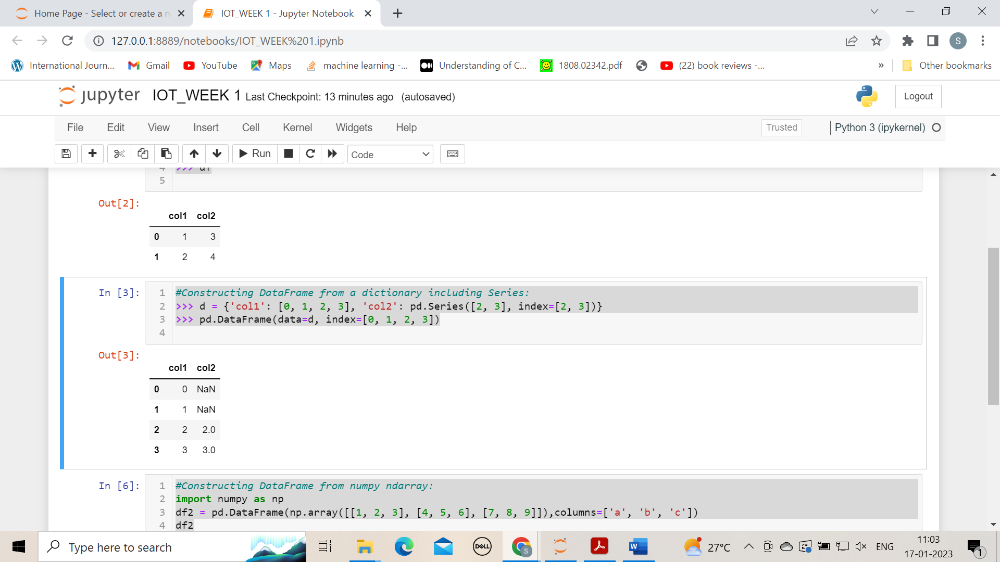 Home Page - Select or create a n
IOT_WEEK 1 - Jupyter Notebook
127.0.0.1:8889/notebooks/IOT_WEEK%201.ipynb
S
International Journ...
Gmail
YouTube
Maps
machine learning -...
Understanding of C...
1808.02342.pdf
(22) book reviews -...
»
Other bookmarks
jupyter IOT_WEEK 1 Last Checkpoint: 13 minutes ago (autosaved)
Logout
File Edit View Insert Cell Kernel Widgets Help
Trusted
Python 3 (ipykernel)
Run
Code
4 >>> df
5
Out[2]:
col1 col2
0 1 3
1 2 4
In [3]:
1 #Constructing DataFrame from a dictionary including Series:
2 >>> d = {'col1': [0, 1, 2, 3], 'col2': pd.Series([2, 3], index=[2, 3])}
3 >>> pd.DataFrame(data=d, index=[0, 1, 2, 3])
4
Out[3]:
col1 col2
0 0 NaN
1 1 NaN
2 2 2.0
3 3 3.0
In [6]:
1 #Constructing DataFrame from numpy ndarray:
2 import numpy as np
3 df2 = pd.DataFrame(np.array([[1, 2, 3], [4, 5, 6], [7, 8, 9]]),columns=['a', 'b', 'c'])
4 df2
Type here to search
DELL
S
W
27°C
ENG
11:03
17-01-2023
1